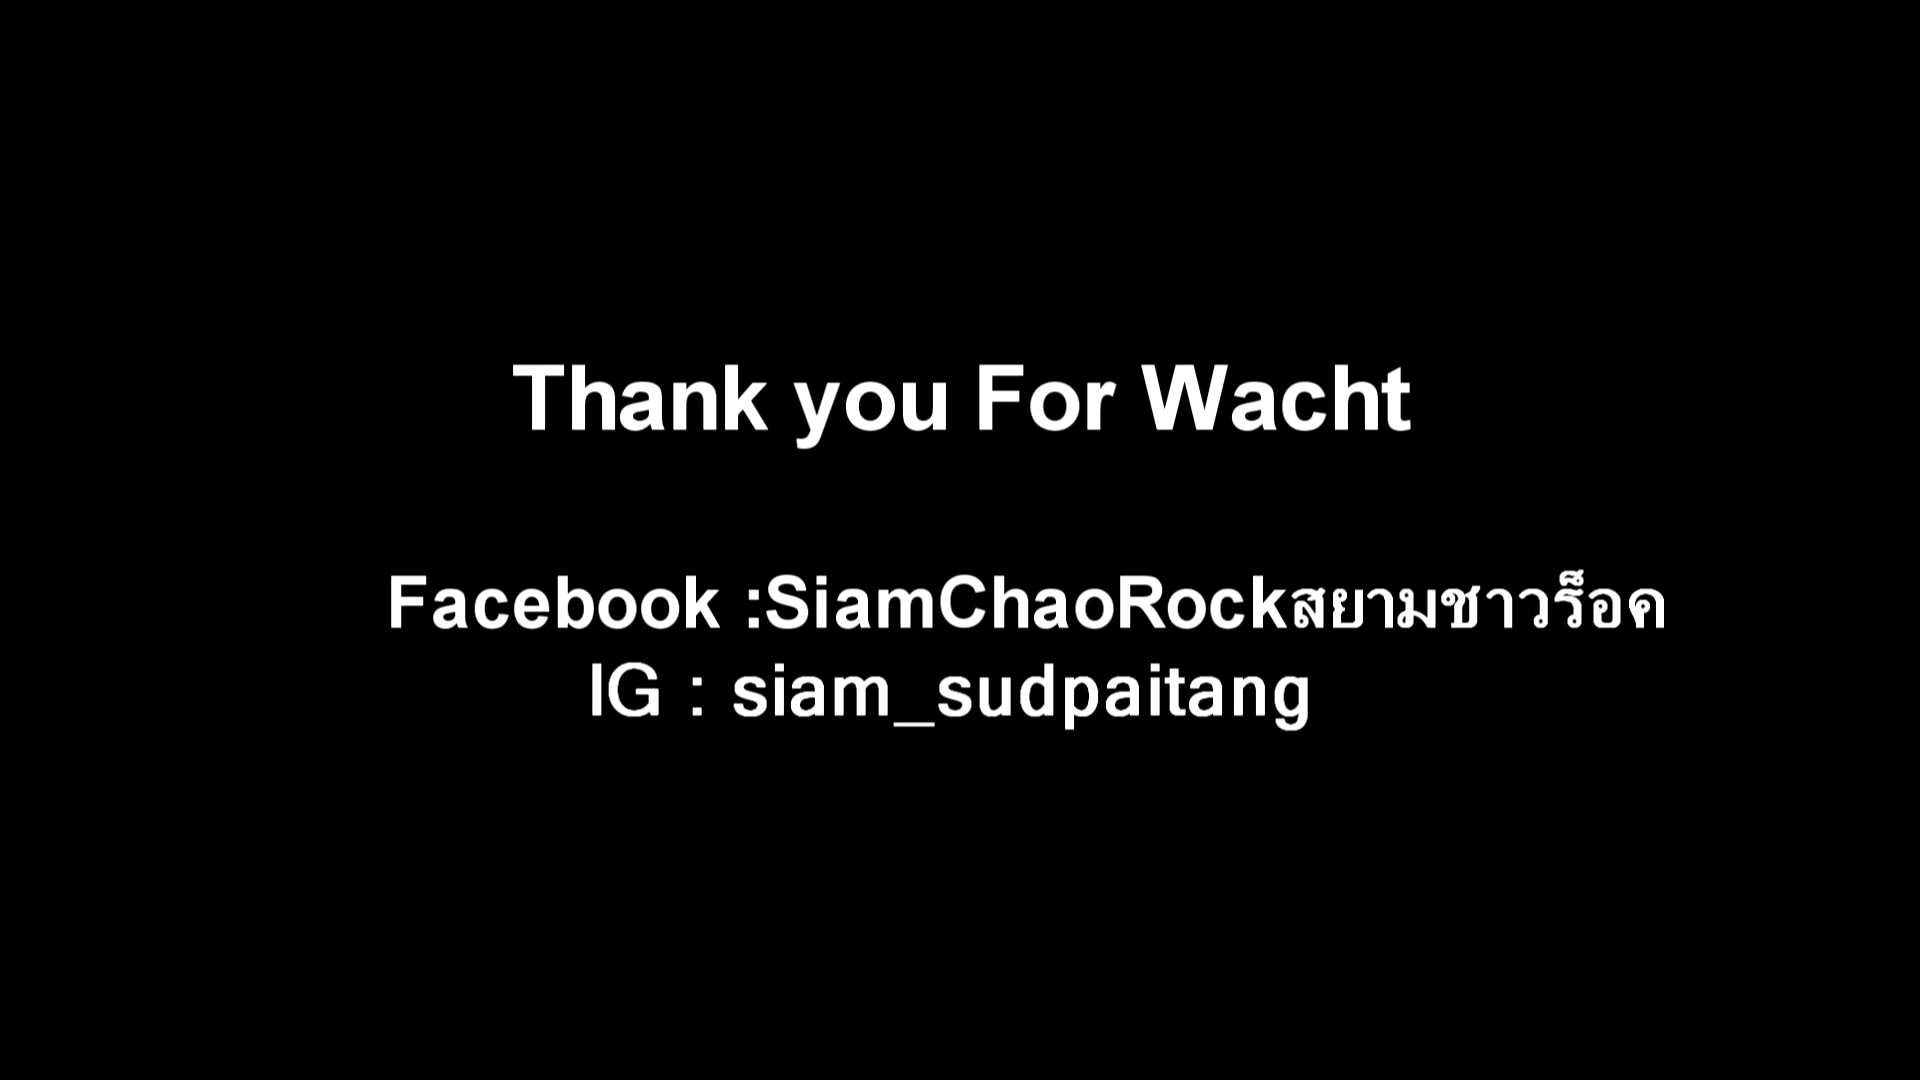 Thank you For Wacht
Facebook :SiamChaoRockสยามชาวร็อค
IG : siam_sudpaitang